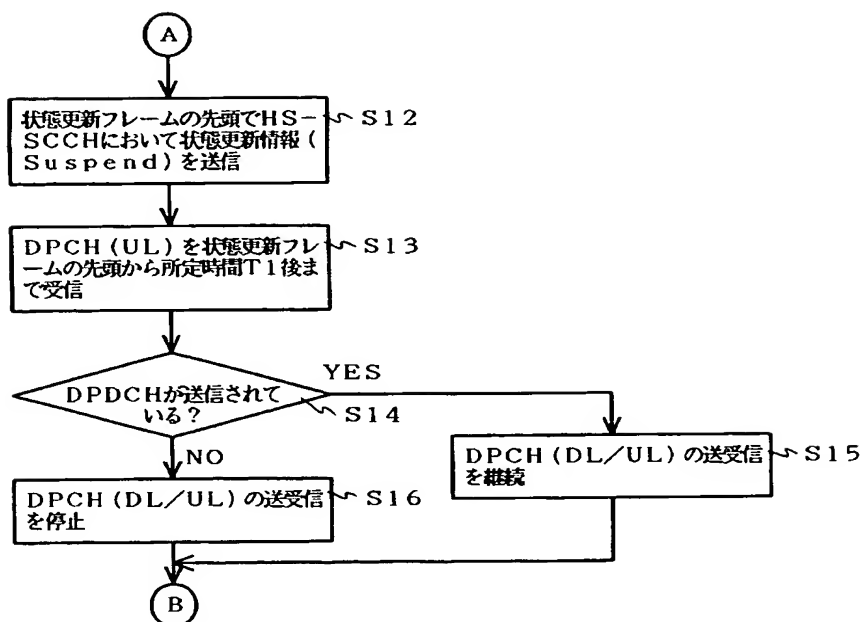 A
状態更新フレームの先頭でHS-
SCCHにおいて状態更新情報(
Suspend)を送信
S12
DPCH(UL)を状態更新フレ
ームの先頭から所定時間T1後ま
で受信
S13
DPDCHが送信されて
いる?
S14
YES
NO
DPCH(DL/UL)の送受信
を継続
S15
DPCH(DL/UL)の送受信
を停止
S16
B